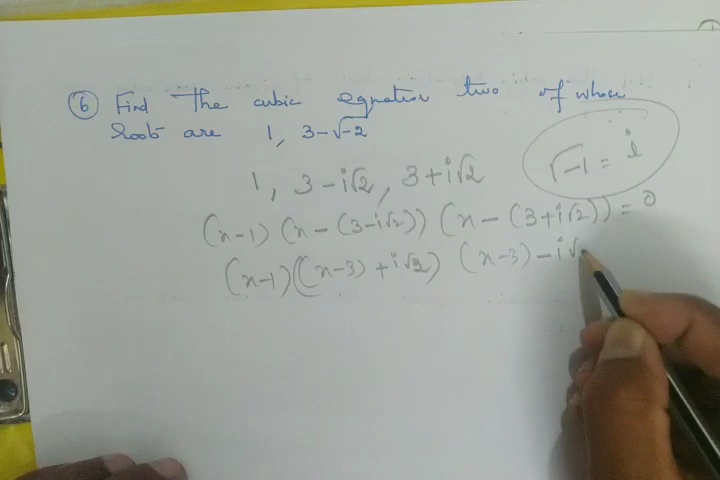 ⑥ Find the cubic equation two of whose
roots are 1, 3-√-2
√-1 = i
1, 3-i√2, 3+i√2
(x-1) (x-(3-i√2)) (x-(3+i√2)) = 0
(x-1)((x-3)+i√2) (x-3)-i√